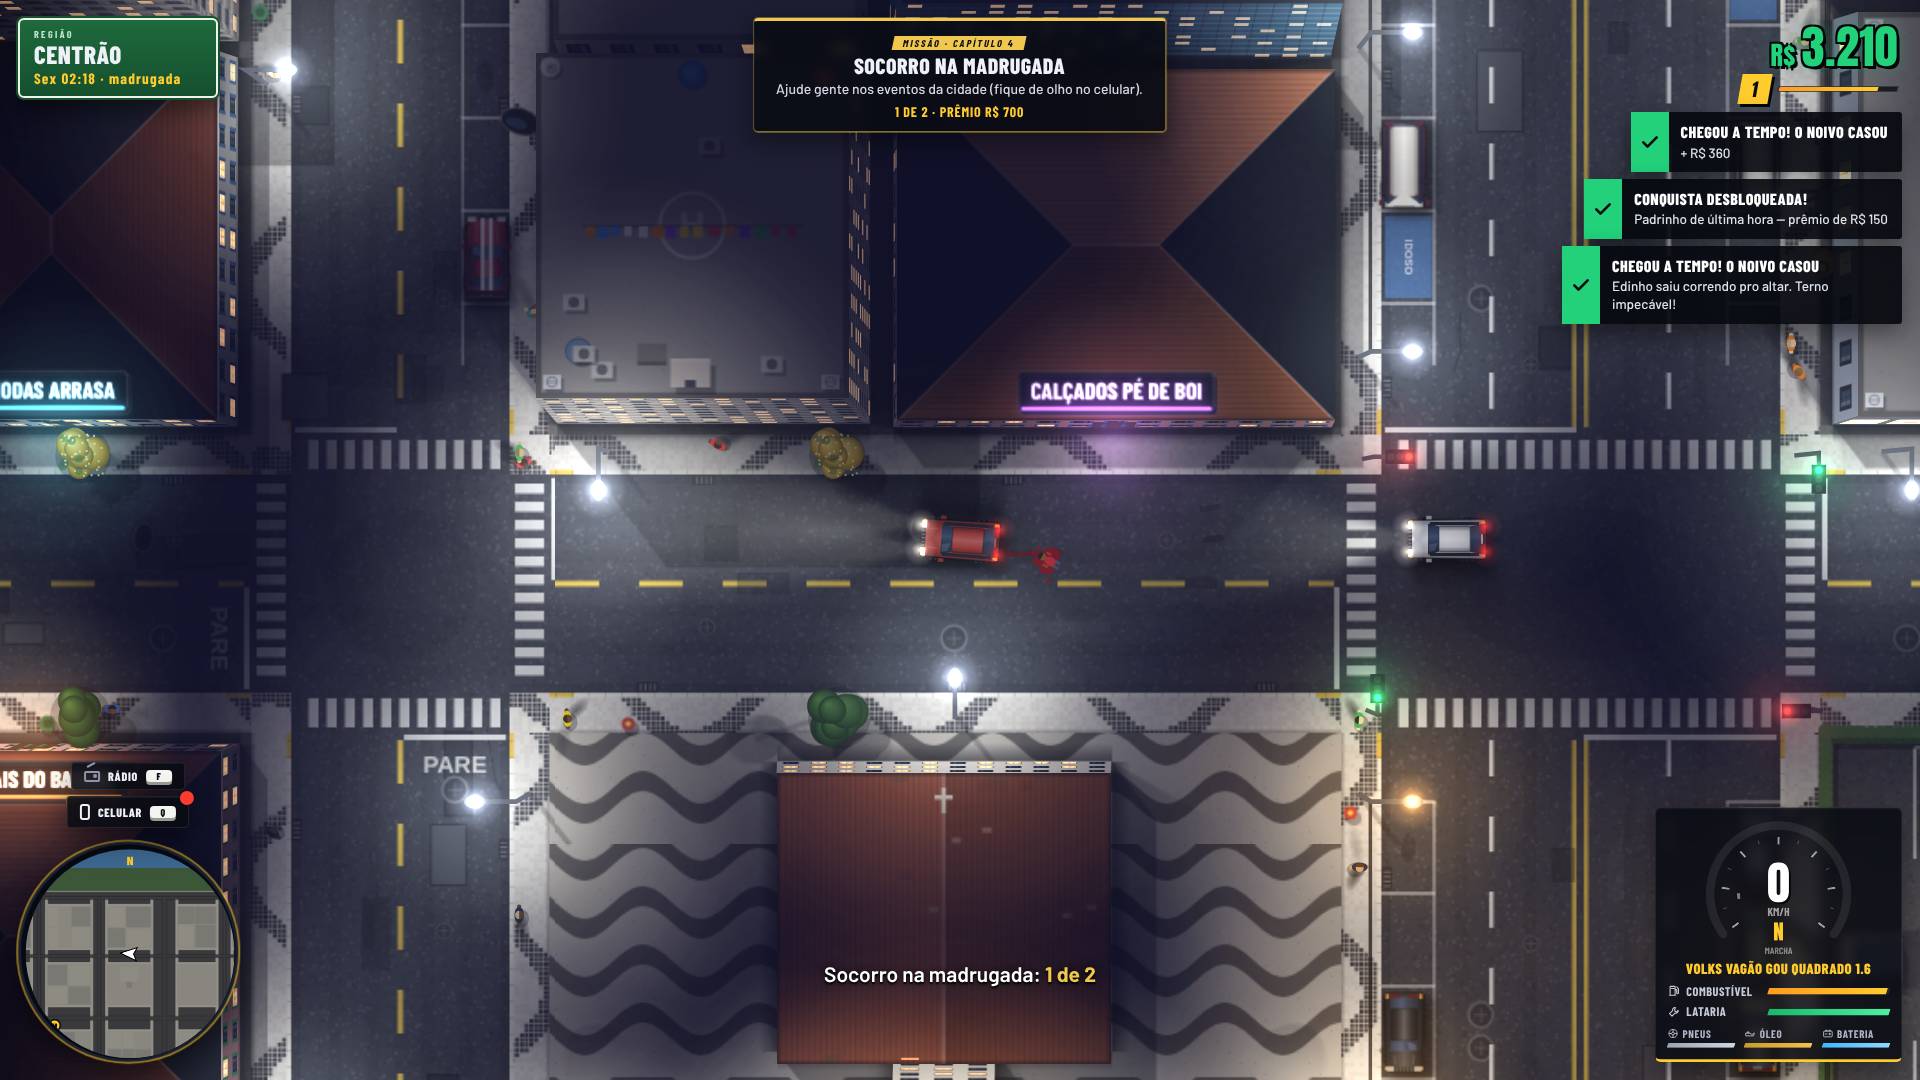 REGIÃO
CENTRÃO
Sex 02:18 · madrugada
MISSÃO · CAPÍTULO 4
SOCORRO NA MADRUGADA
Ajude gente nos eventos da cidade (fique de olho no celular).
1 DE 2 · PRÊMIO R$ 700
R$ 3.210
1
CHEGOU A TEMPO! O NOIVO CASOU
+ R$ 360
CONQUISTA DESBLOQUEADA!
Padrinho de última hora — prêmio de R$ 150
CHEGOU A TEMPO! O NOIVO CASOU
Edinho saiu correndo pro altar. Terno
impecável!
H
IDOSO
ODAS ARRASA
CALÇADOS PÉ DE BOI
PARE
PARE
AIS DO BA
RÁDIO F
CELULAR Q
N
Socorro na madrugada: 1 de 2
0
KM/H
N
MARCHA
VOLKS VAGÃO GOU QUADRADO 1.6
COMBUSTÍVEL
LATARIA
PNEUS ÓLEO BATERIA